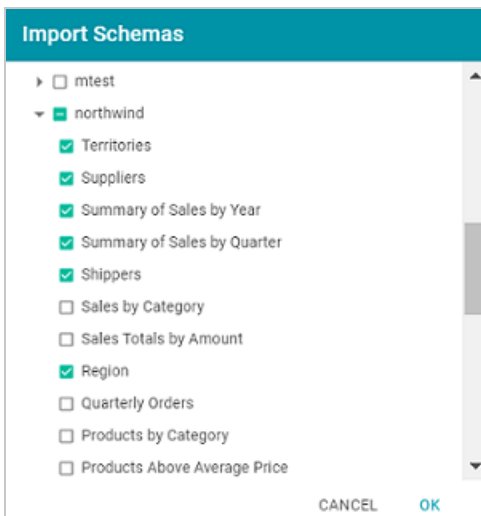 Import Schemas
mtest
northwind
Territories
Suppliers
Summary of Sales by Year
Summary of Sales by Quarter
Shippers
Sales by Category
Sales Totals by Amount
Region
Quarterly Orders
Products by Category
Products Above Average Price
CANCEL OK